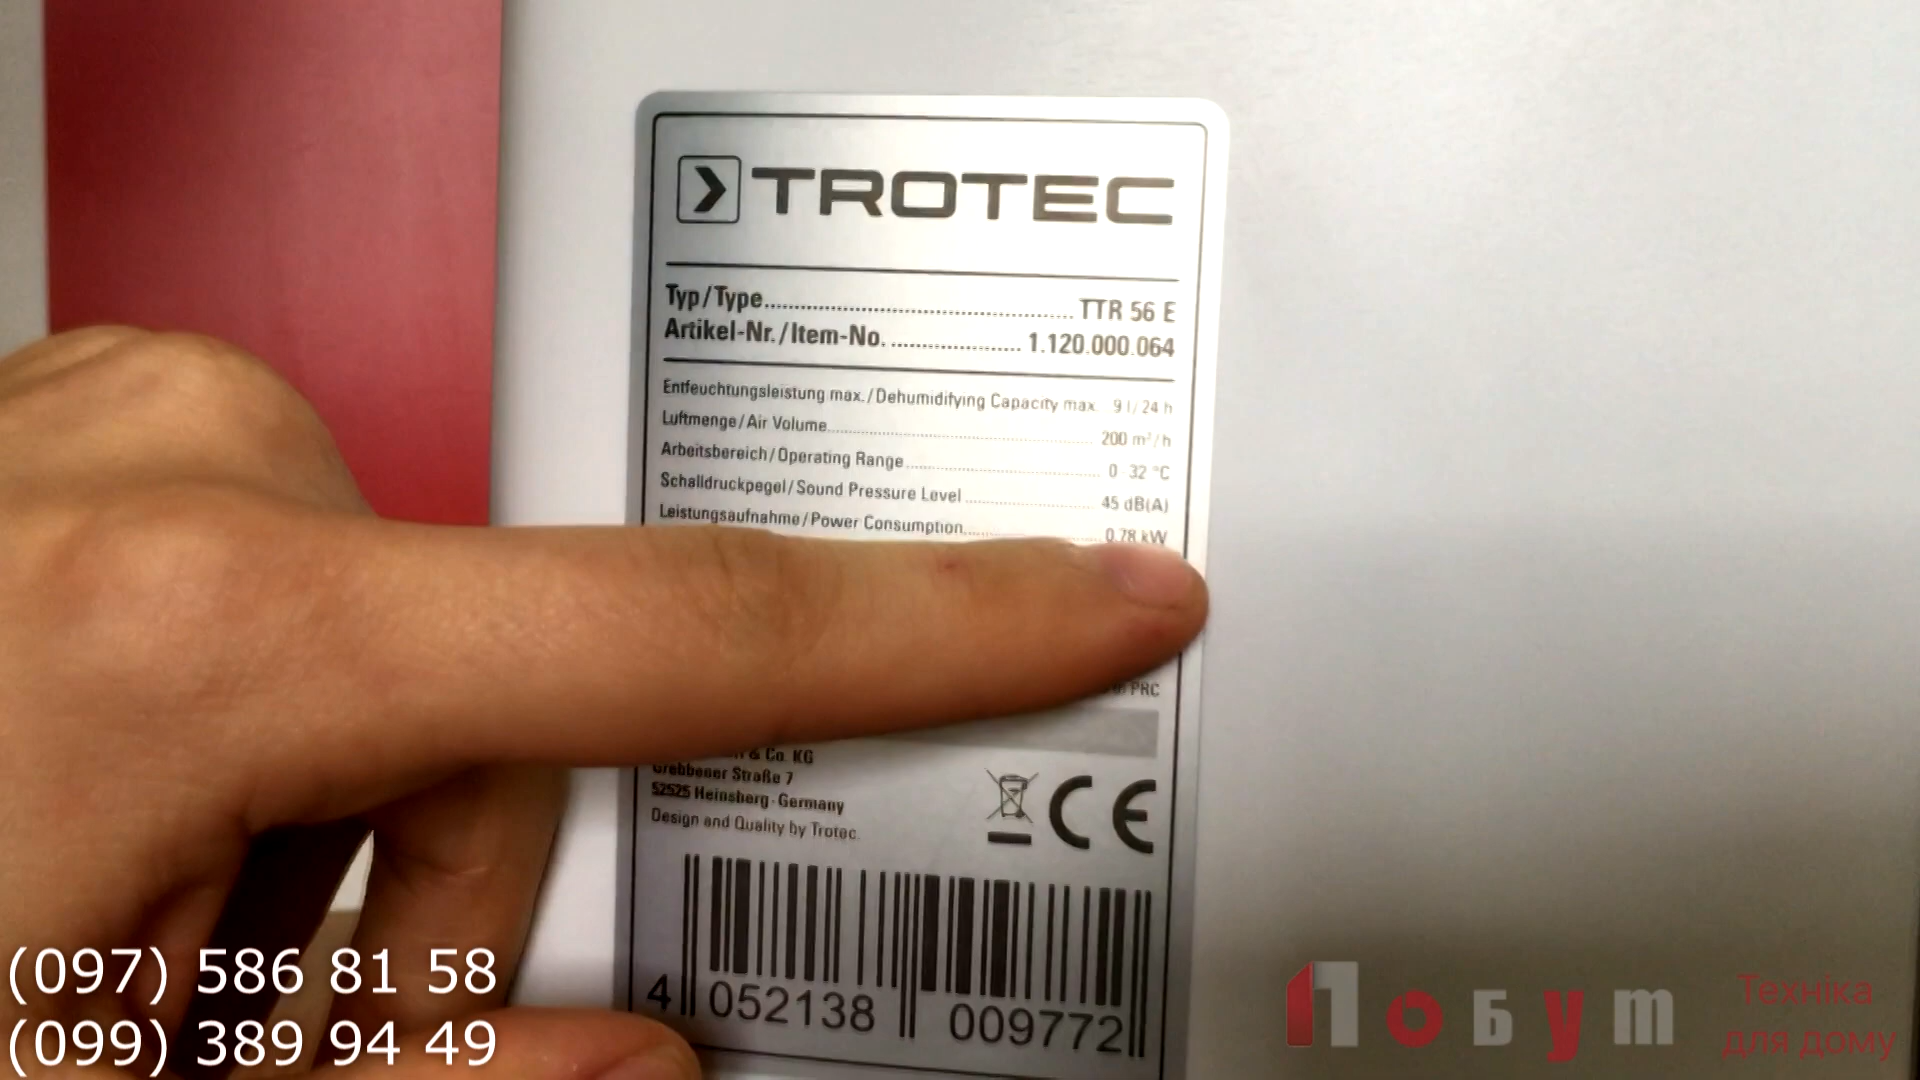 TROTEC
Typ/Type........ TTR 56 E
Artikel-Nr./Item-No. ........ 1.120.000.064
Entfeuchtungsleistung max./Dehumidifying Capacity max. 9 l/24 h
Luftmenge/Air Volume........ 200 m³/h
Arbeitsbereich/Operating Range........ 0-32 °C
Schalldruckpegel/Sound Pressure Level........ 45 dB(A)
Leistungsaufnahme/Power Consumption........ 0.78 kW
PRC
& Co. KG
Grebbener Straße 7
52525 Heinsberg · Germany
Design and Quality by Trotec
CE
4 052138 009772
(097) 586 81 58
(099) 389 94 49
Побут
Техніка
для дому